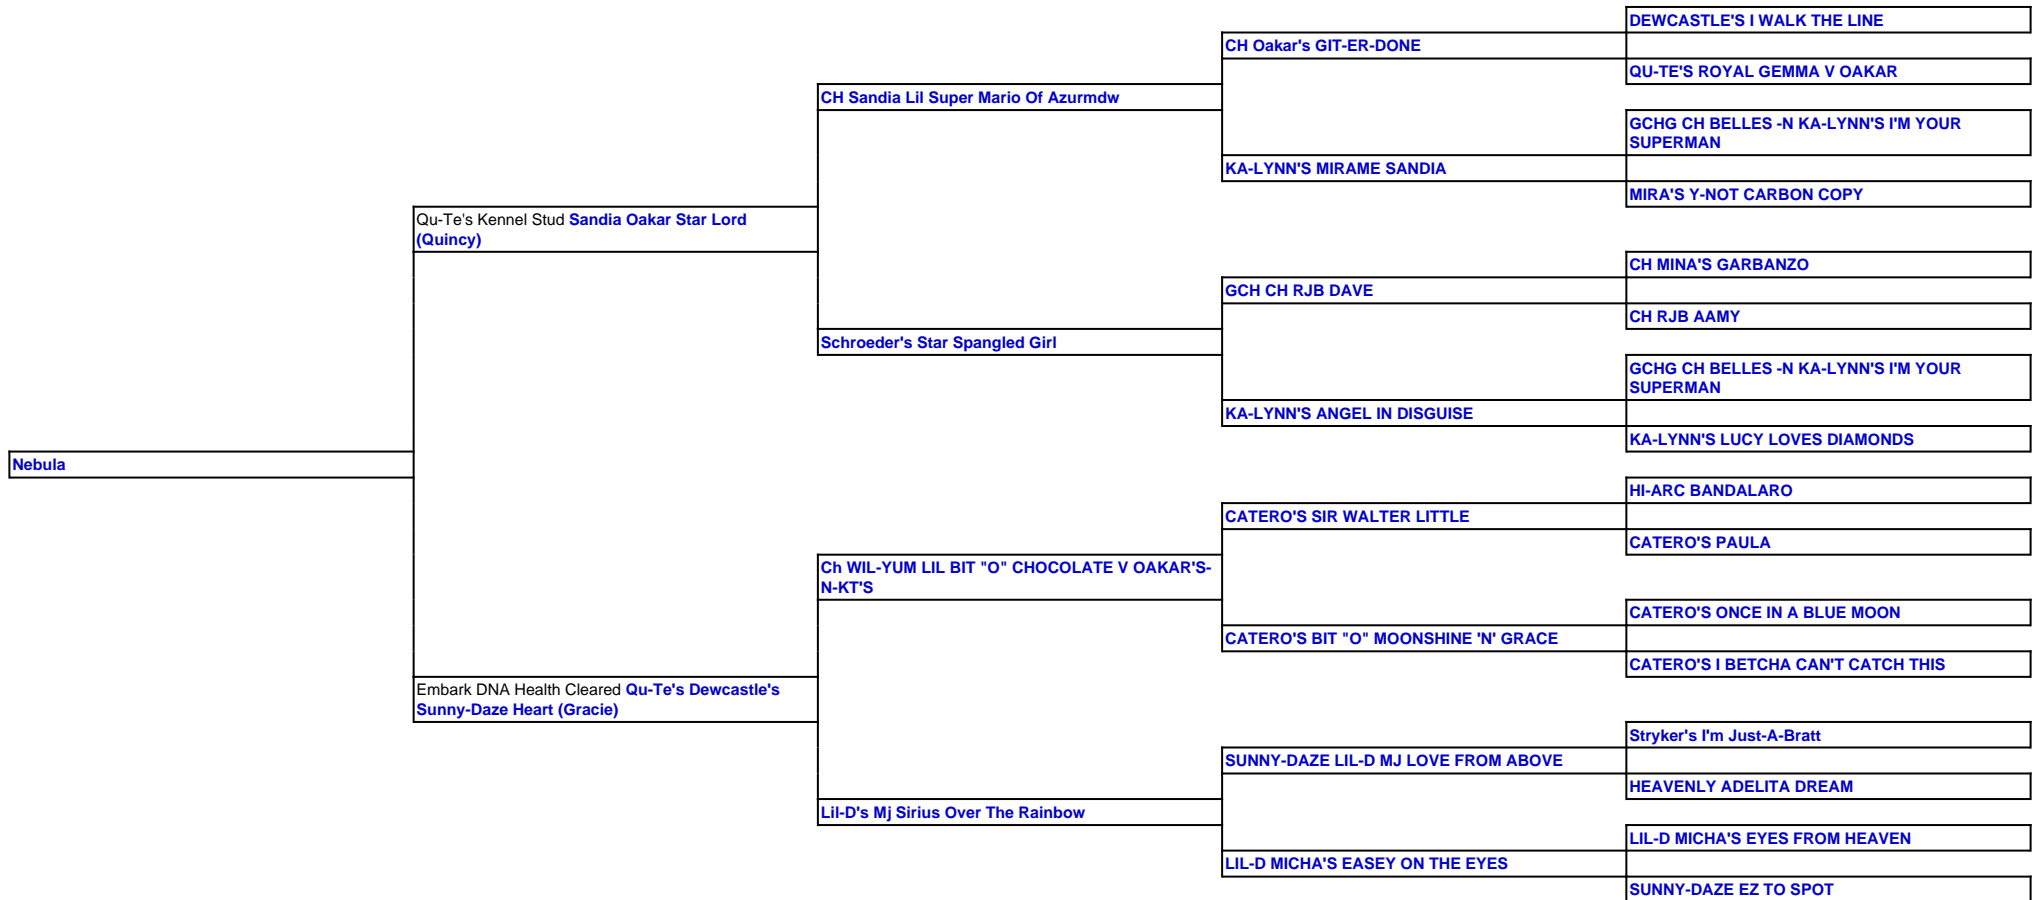 DEWCASTLE'S I WALK THE LINE
CH Oakar's GIT-ER-DONE
QU-TE'S ROYAL GEMMA V OAKAR
CH Sandia Lil Super Mario Of Azurmdw
GCHG CH BELLES -N KA-LYNN'S I'M YOUR
SUPERMAN
KA-LYNN'S MIRAME SANDIA
MIRA'S Y-NOT CARBON COPY
Qu-Te's Kennel Stud Sandia Oakar Star Lord
(Quincy)
CH MINA'S GARBANZO
GCH CH RJB DAVE
CH RJB AAMY
Schroeder's Star Spangled Girl
GCHG CH BELLES -N KA-LYNN'S I'M YOUR
SUPERMAN
KA-LYNN'S ANGEL IN DISGUISE
KA-LYNN'S LUCY LOVES DIAMONDS
Nebula
HI-ARC BANDALARO
CATERO'S SIR WALTER LITTLE
CATERO'S PAULA
Ch WIL-YUM LIL BIT "O" CHOCOLATE V OAKAR'S-
N-KT'S
CATERO'S ONCE IN A BLUE MOON
CATERO'S BIT "O" MOONSHINE 'N' GRACE
CATERO'S I BETCHA CAN'T CATCH THIS
Embark DNA Health Cleared Qu-Te's Dewcastle's
Sunny-Daze Heart (Gracie)
Stryker's I'm Just-A-Bratt
SUNNY-DAZE LIL-D MJ LOVE FROM ABOVE
HEAVENLY ADELITA DREAM
Lil-D's Mj Sirius Over The Rainbow
LIL-D MICHA'S EYES FROM HEAVEN
LIL-D MICHA'S EASEY ON THE EYES
SUNNY-DAZE EZ TO SPOT